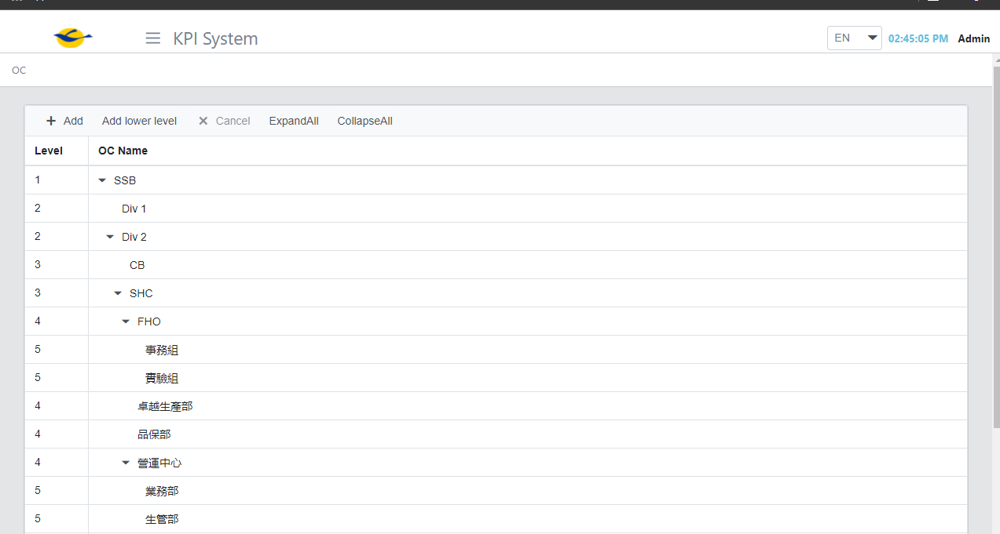 KPI System
EN 02:45:05 PM Admin
OC
Add Add lower level Cancel ExpandAll CollapseAll
Level OC Name
1 SSB
2 Div 1
2 Div 2
3 CB
3 SHC
4 FHO
5 事務組
5 實驗組
4 卓越生產部
4 品保部
4 營運中心
5 業務部
5 生管部